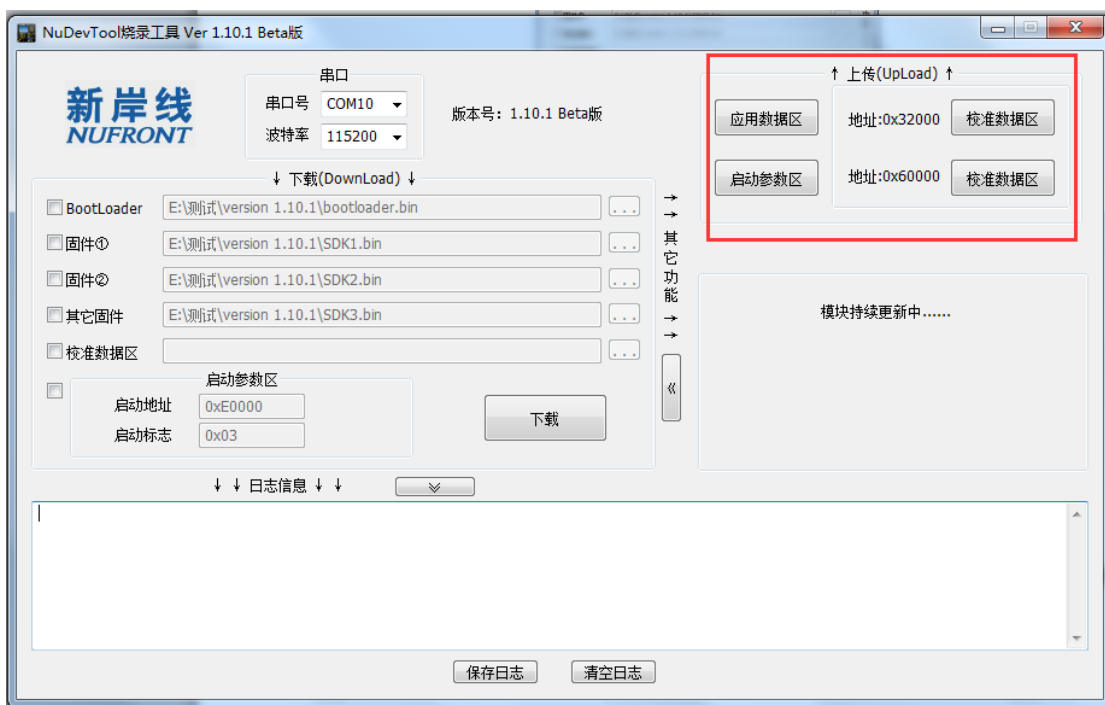 NuDevTool烧录工具 Ver 1.10.1 Beta版
新岸线
NUFRONT
串口
串口号 COM10
波特率 115200
版本号：1.10.1 Beta版
↑ 上传(UpLoad) ↑
应用数据区 地址:0x32000 校准数据区
启动参数区 地址:0x60000 校准数据区
↓ 下载(DownLoad) ↓
BootLoader E:\测试\version 1.10.1\bootloader.bin ...
固件① E:\测试\version 1.10.1\SDK1.bin ...
固件② E:\测试\version 1.10.1\SDK2.bin ...
其它固件 E:\测试\version 1.10.1\SDK3.bin ...
校准数据区 ...
启动参数区
启动地址 0xE0000
启动标志 0x03
下载
→
→
其
它
功
能
→
→
«
模块持续更新中......
↓ ↓ 日志信息 ↓ ↓
保存日志 清空日志